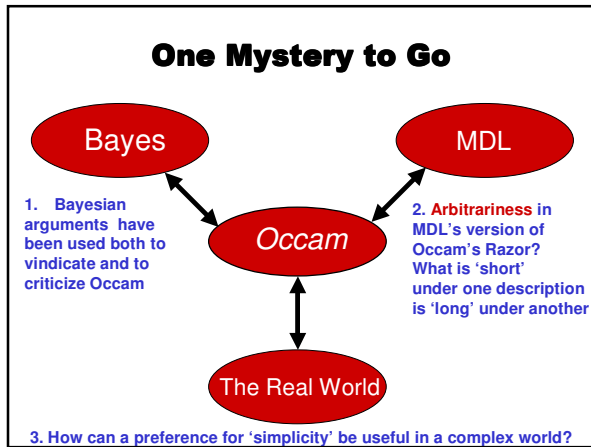 One Mystery to Go
Bayes
MDL
1. Bayesian
arguments have
been used both to
vindicate and to
criticize Occam
Occam
2. Arbitrariness in
MDL's version of
Occam's Razor?
What is 'short'
under one description
is 'long' under another
The Real World
3. How can a preference for 'simplicity' be useful in a complex world?